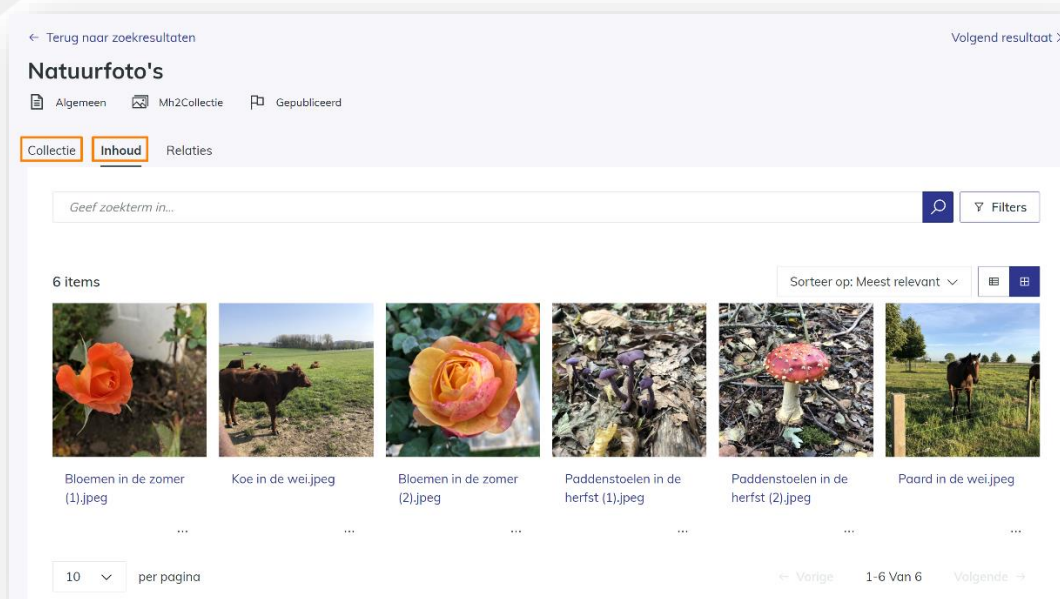 ← Terug naar zoekresultaten
Volgend resultaat
Natuurfoto's
Algemeen Mh2Collectie Gepubliceerd
Collectie Inhoud Relaties
Geef zoekterm in...
Filters
6 items
Sorteer op: Meest relevant
Bloemen in de zomer
(1).jpeg
Koe in de wei.jpeg
Bloemen in de zomer
(2).jpeg
Paddenstoelen in de
herfst (1).jpeg
Paddenstoelen in de
herfst (2).jpeg
Paard in de wei.jpeg
... ... ... ... ... ...
10 per pagina
← Vorige 1-6 Van 6 Volgende →